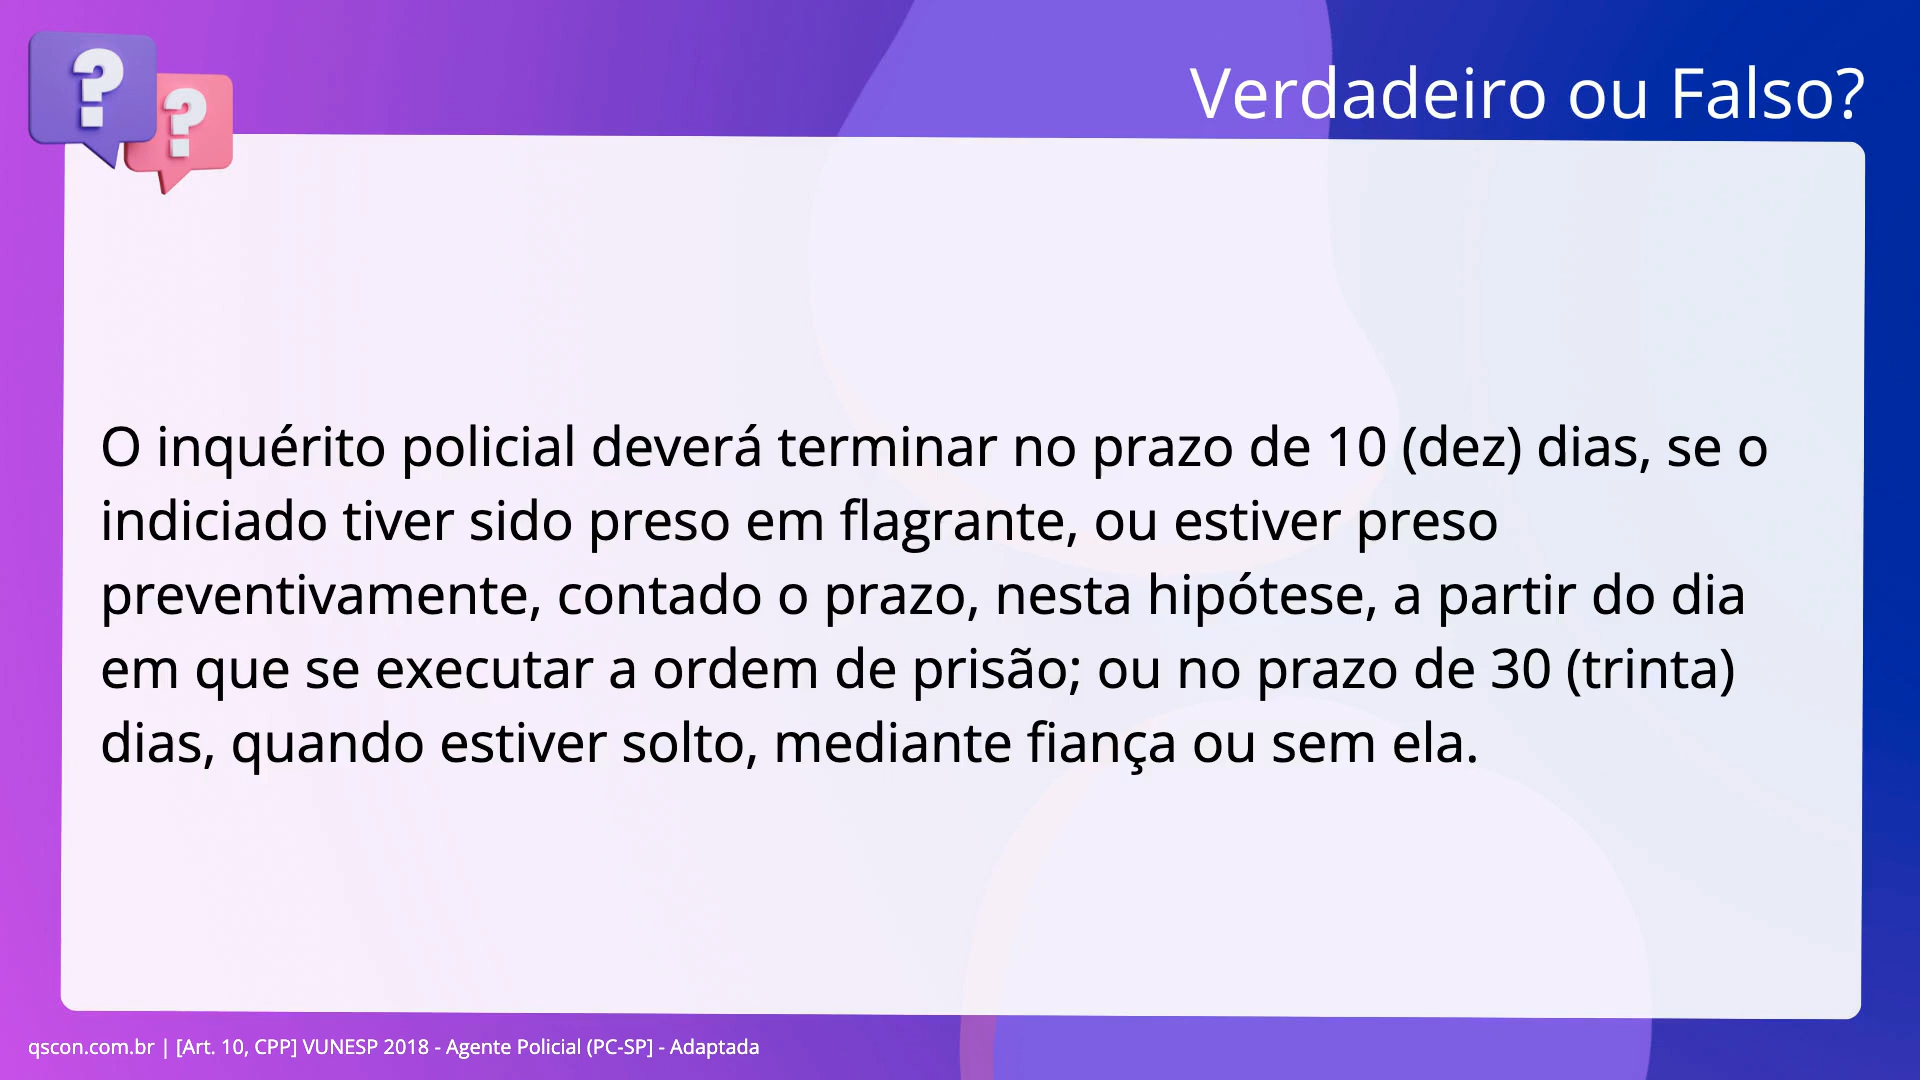 ? ?
Verdadeiro ou Falso?
O inquérito policial deverá terminar no prazo de 10 (dez) dias, se o
indiciado tiver sido preso em flagrante, ou estiver preso
preventivamente, contado o prazo, nesta hipótese, a partir do dia
em que se executar a ordem de prisão; ou no prazo de 30 (trinta)
dias, quando estiver solto, mediante fiança ou sem ela.
qscon.com.br | [Art. 10, CPP] VUNESP 2018 - Agente Policial (PC-SP] - Adaptada